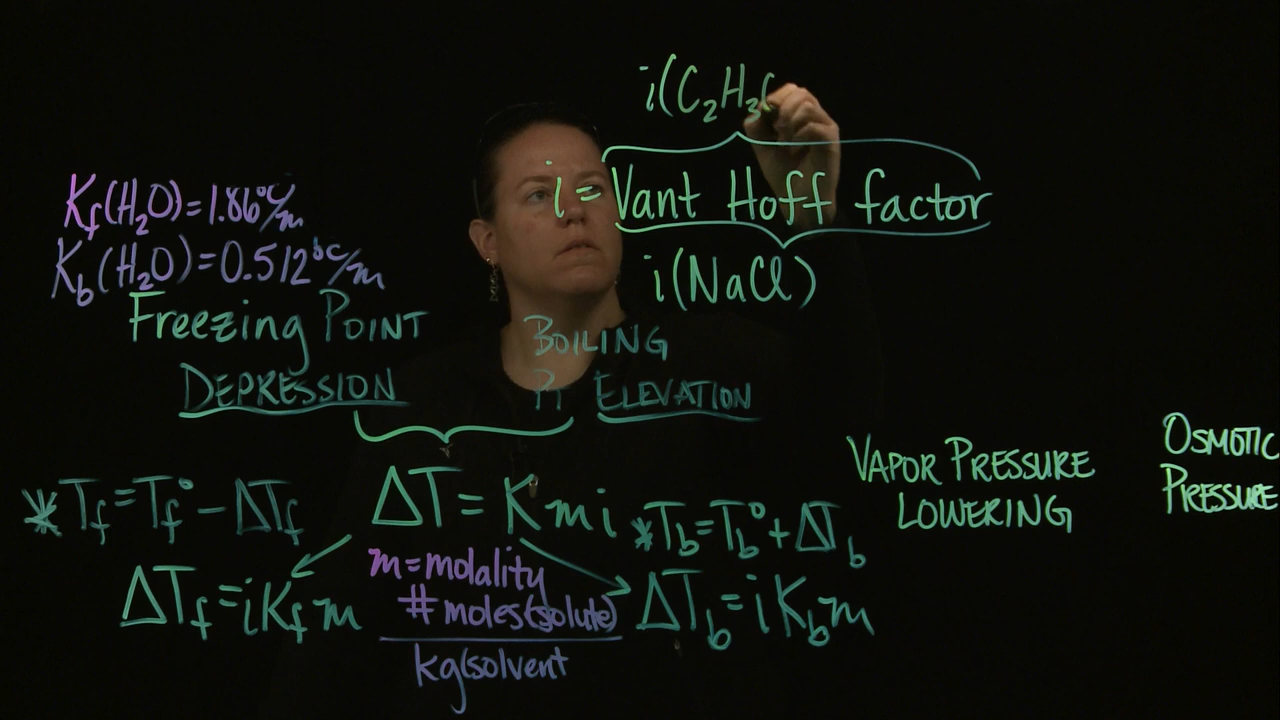 i(C₂H₃O
i = Vant Hoff factor
i(NaCl)
Kf(H₂O)=1.86°C/m
Kb(H₂O)=0.512°C/m
Freezing POINT
DEPRESSION
BOILING
PT ELEVATION
VAPOR PRESSURE
LOWERING
OSMOTIC
PRESSURE
*Tf=Tf°-ΔTf
ΔT=Kmi
*Tb=Tb°+ΔTb
ΔTf=iKfm
m=molality
# moles(solute)
kg(solvent
ΔTb=iKbm